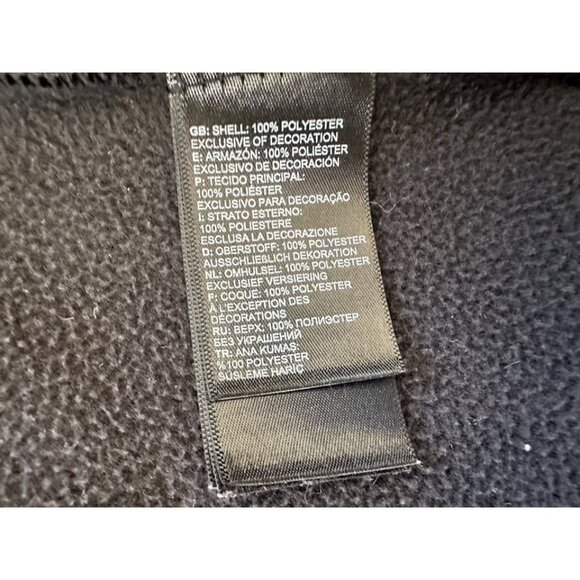 GB: SHELL: 100% POLYESTER
EXCLUSIVE OF DECORATION
E: ARMAZÓN: 100% POLIÉSTER
EXCLUSIVO DE DECORACIÓN
P: TECIDO PRINCIPAL:
100% POLIÉSTER
EXCLUSIVO PARA DECORAÇÃO
I: STRATO ESTERNO:
100% POLIESTERE
ESCLUSA LA DECORAZIONE
D: OBERSTOFF: 100% POLYESTER
AUSSCHLIEßLICH DEKORATION
NL: OMHULSEL: 100% POLYESTER
EXCLUSIEF VERSIERING
F: COQUE: 100% POLYESTER
À L'EXCEPTION DES
DÉCORATIONS
RU: ВЕРХ: 100% ПОЛИЭСТЕР
БЕЗ УКРАШЕНИЙ
TR: ANA KUMAŞ:
%100 POLYESTER
SÜSLEME HARİÇ